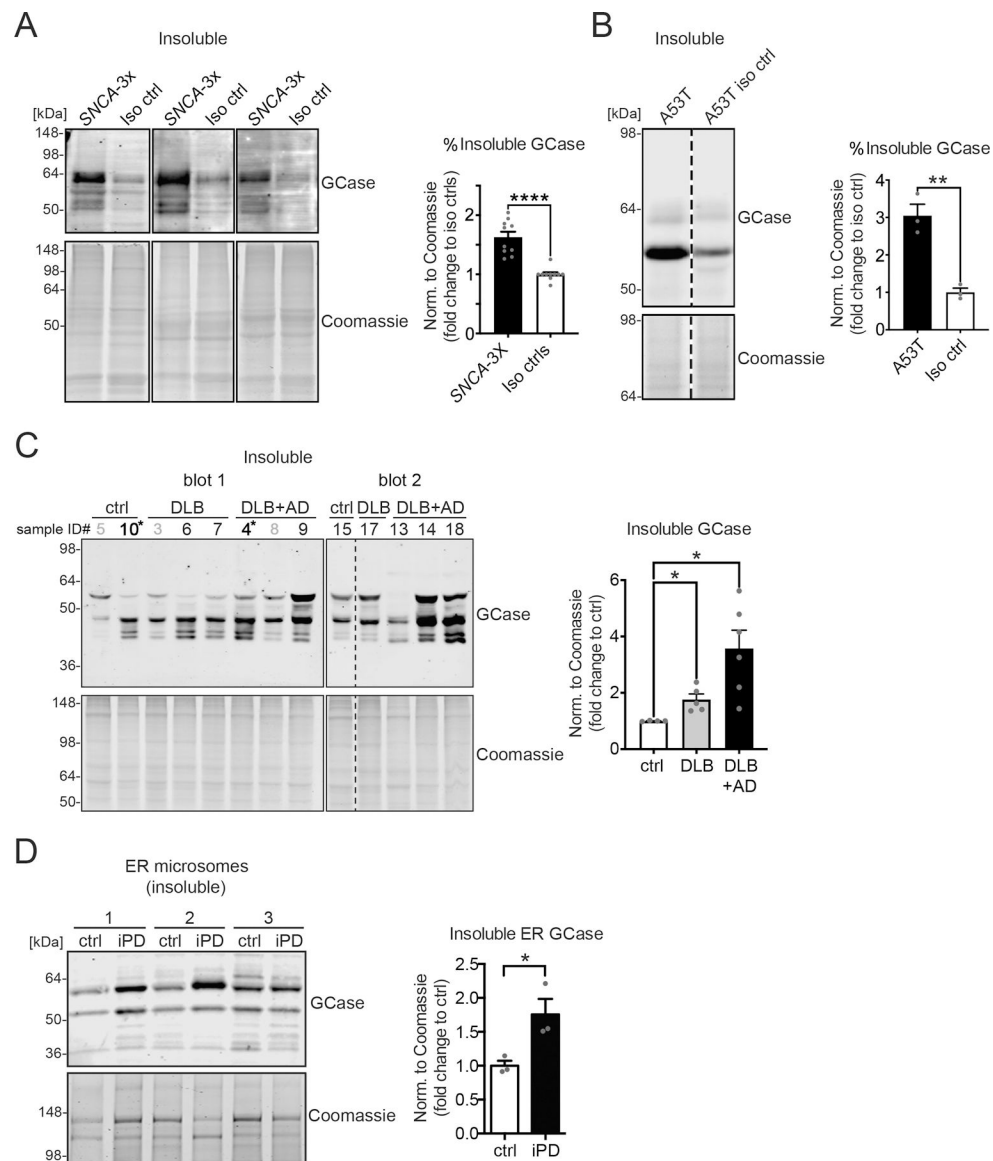 A
Insoluble
SNCA-3x Iso ctrl SNCA-3x Iso ctrl SNCA-3x Iso ctrl
[kDa]
148-
98-
64-
50-
GCase
148-
98-
64-
50-
Coomassie
% Insoluble GCase
Norm. to Coomassie
(fold change to iso ctrls)
2
1
0
****
SNCA-3X Iso ctrls
B
Insoluble
A53T A53T iso ctrl
[kDa]
98-
64-
50-
GCase
98-
64-
Coomassie
% Insoluble GCase
Norm. to Coomassie
(fold change to iso ctrl)
4
3
2
1
0
**
A53T Iso ctrl
C
Insoluble
blot 1 blot 2
ctrl DLB DLB+AD ctrl DLB DLB+AD
sample ID# 5 10* 3 6 7 4* 8 9 15 17 13 14 18
98-
64-
50-
36-
GCase
148-
98-
64-
50-
Coomassie
Insoluble GCase
Norm. to Coomassie
(fold change to ctrl)
6
4
2
0
*
*
ctrl DLB DLB
+AD
D
ER microsomes
(insoluble)
1 2 3
[kDa] ctrl iPD ctrl iPD ctrl iPD
64-
50-
36-
GCase
148-
98-
Coomassie
Insoluble ER GCase
Norm. to Coomassie
(fold change to ctrl)
2.5
2.0
1.5
1.0
0.5
0.0
*
ctrl iPD